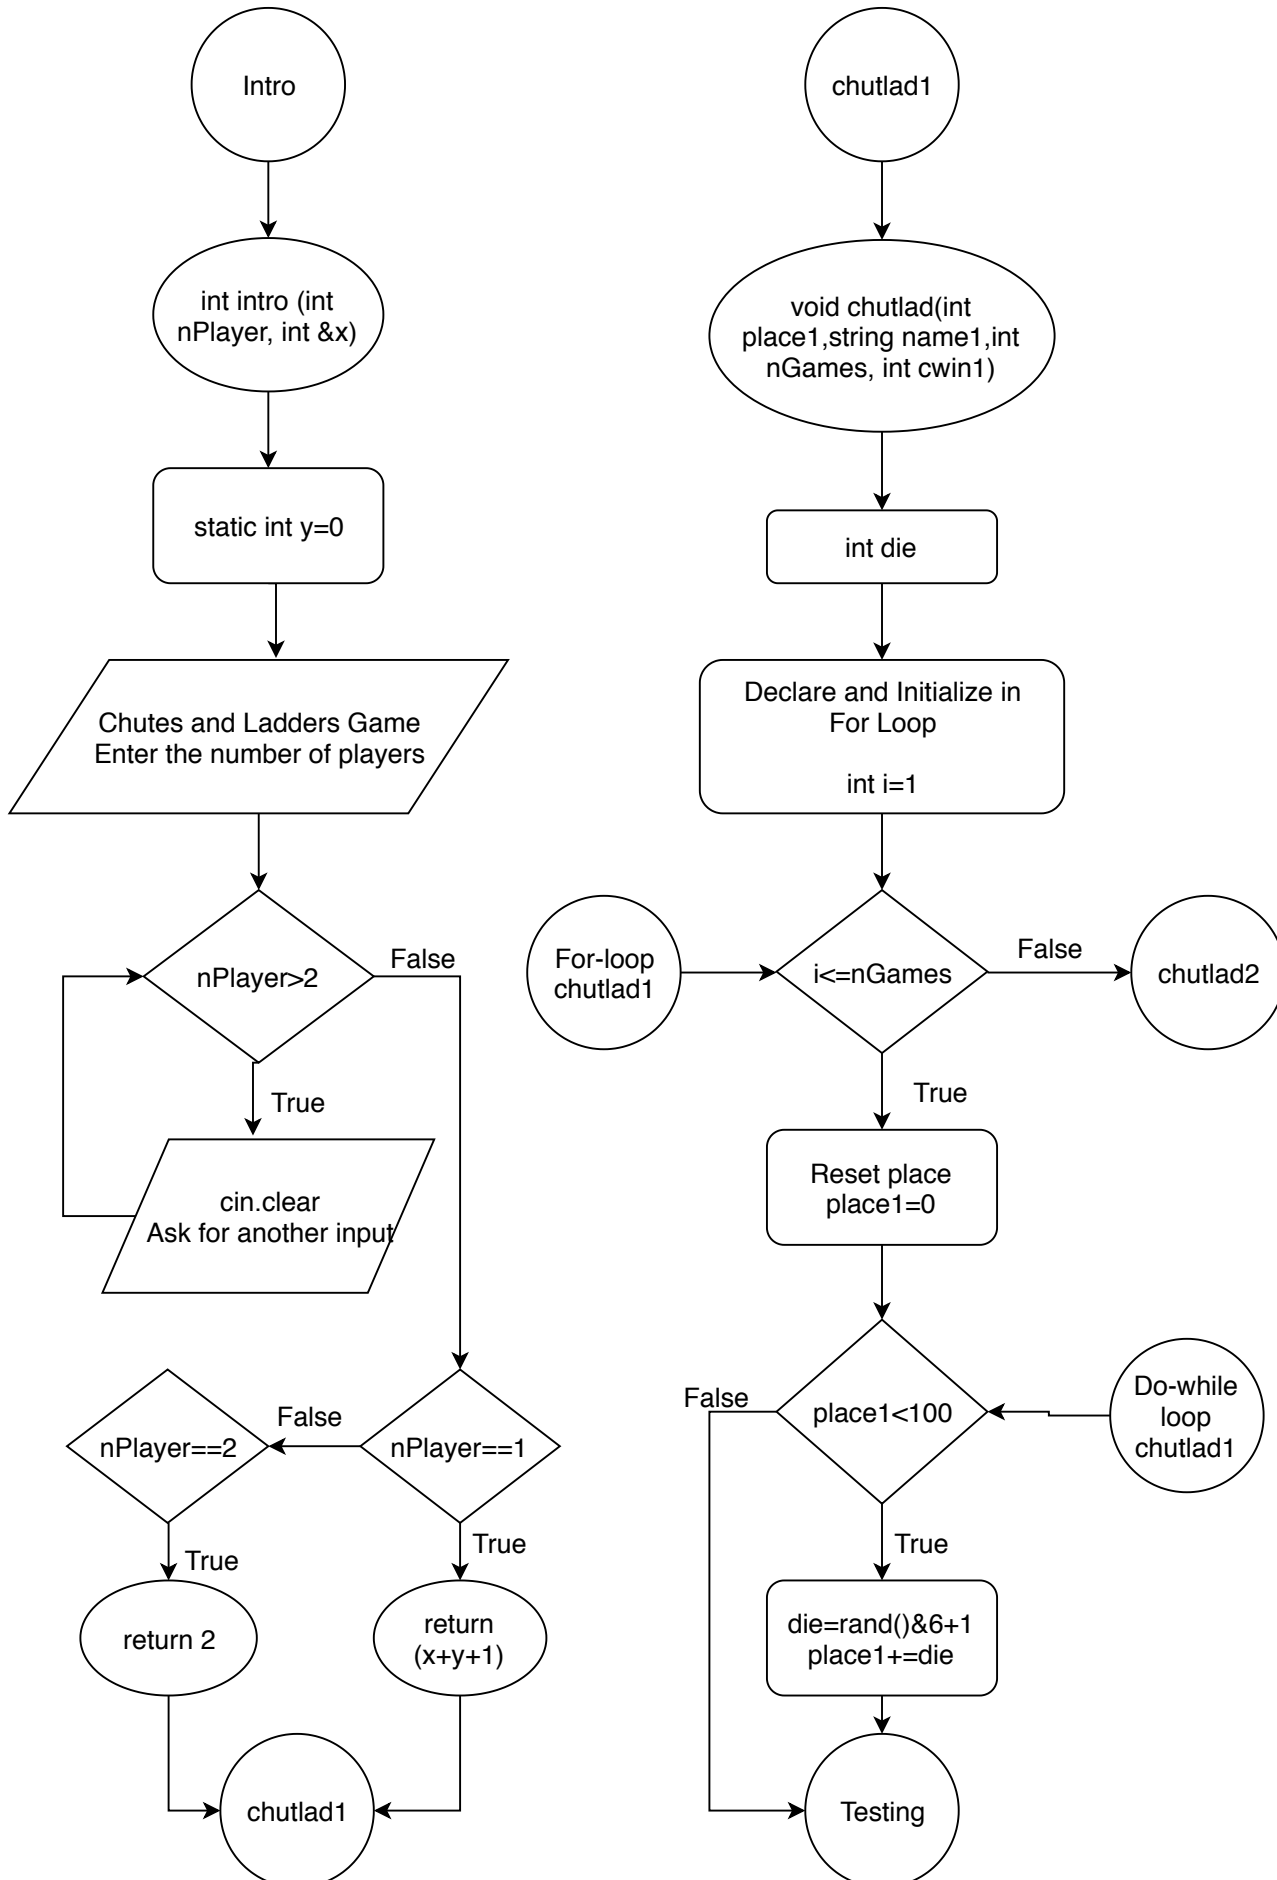 Intro
int intro (int
nPlayer, int &x)
static int y=0
Chutes and Ladders Game
Enter the number of players
nPlayer>2
False
True
cin.clear
Ask for another input
nPlayer==2
False
nPlayer==1
True
True
return 2
return
(x+y+1)
chutlad1
chutlad1
void chutlad(int
place1,string name1,int
nGames, int cwin1)
int die
Declare and Initialize in
For Loop
int i=1
For-loop
chutlad1
i<=nGames
False
chutlad2
True
Reset place
place1=0
False
place1<100
Do-while
loop
chutlad1
True
die=rand()&6+1
place1+=die
Testing